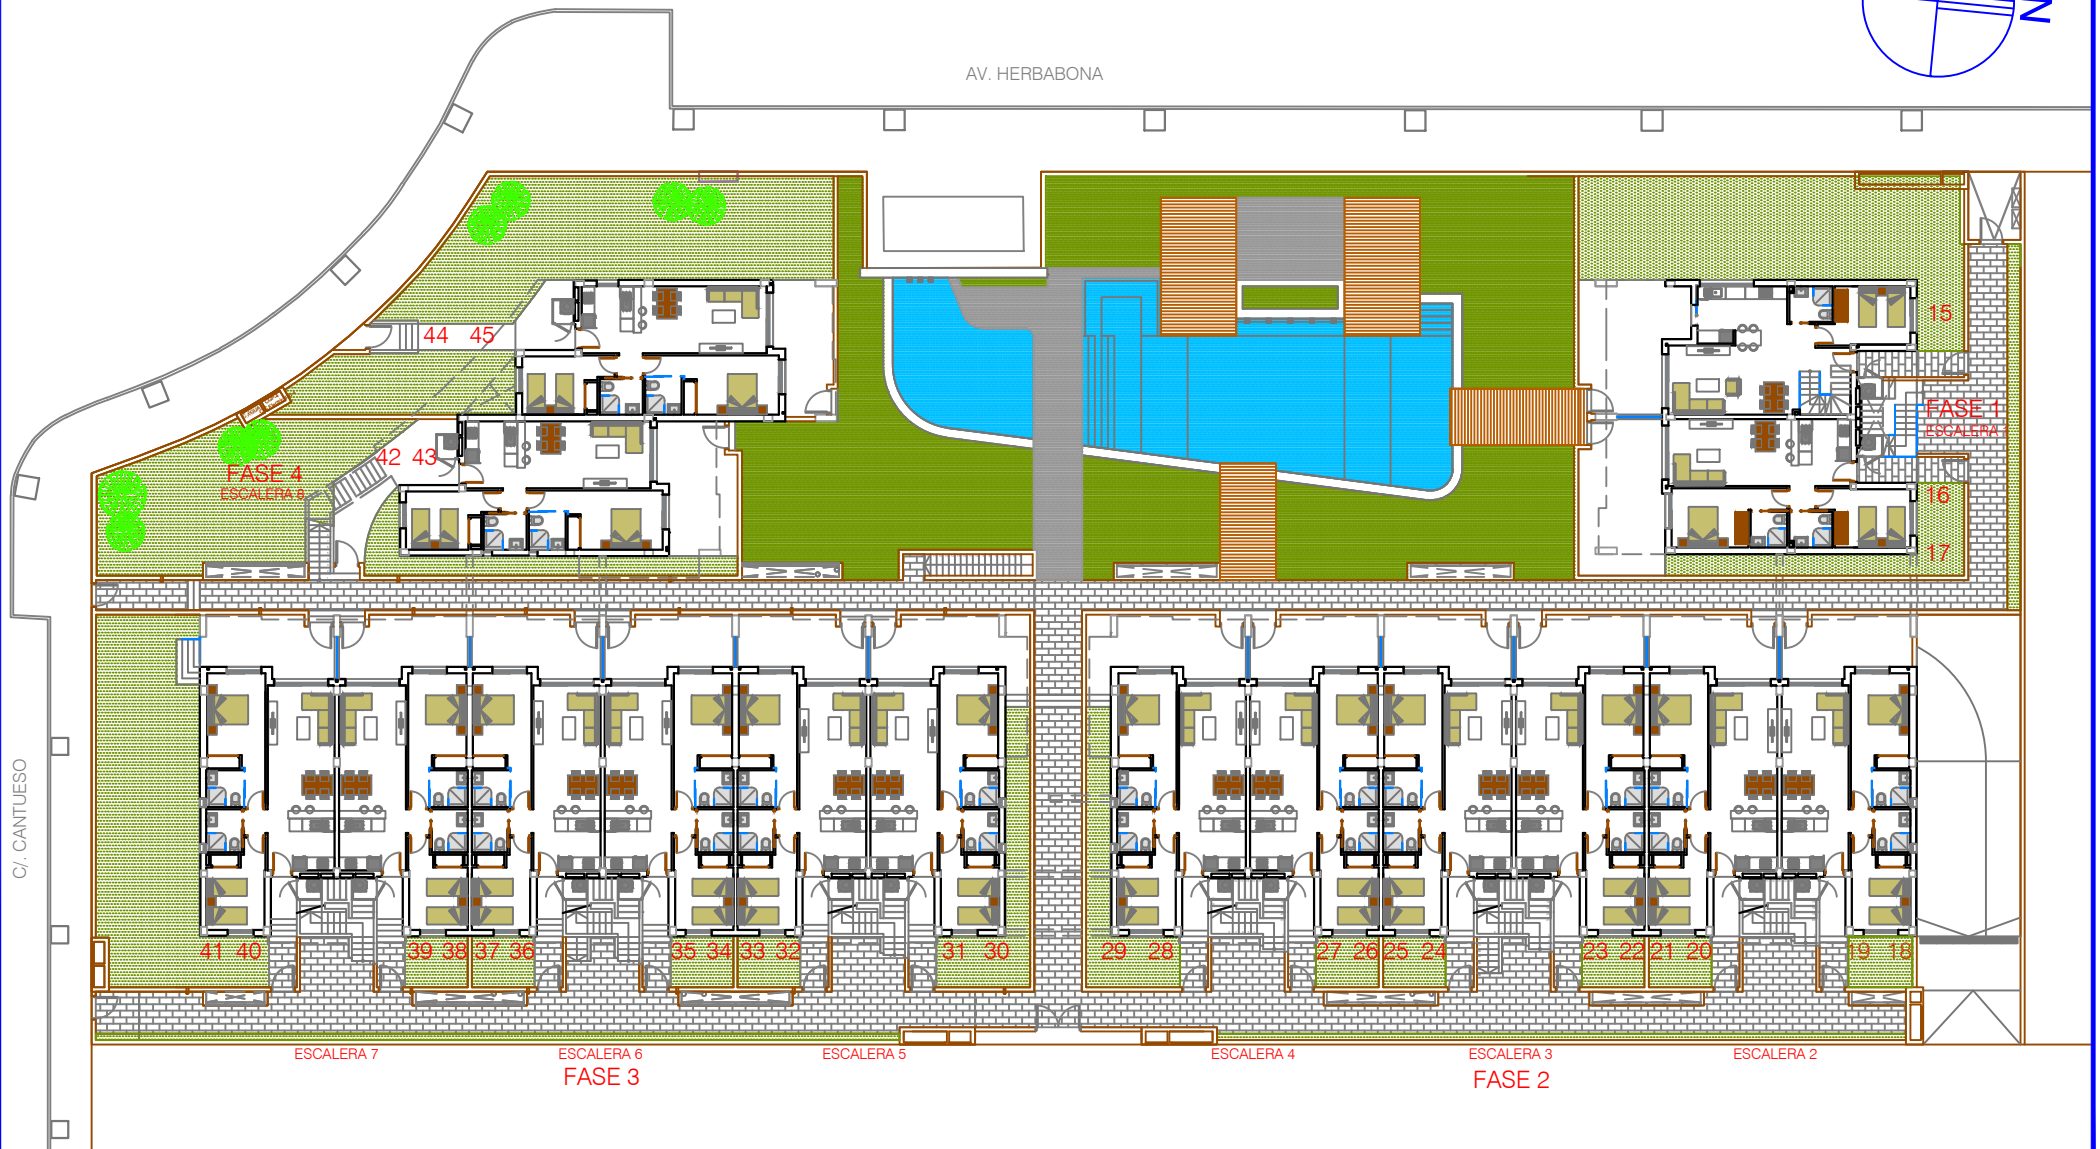 N
AV. HERBABONA
15
44 45
FASE 1
ESCALERA
42 43
FASE 4
ESCALERA 8
16
17
C/. CANTUESO
41 40 39 38 37 36 35 34 33 32 31 30 29 28 27 26 25 24 23 22 21 20 19 18
ESCALERA 7 ESCALERA 6 ESCALERA 5 ESCALERA 4 ESCALERA 3 ESCALERA 2
FASE 3 FASE 2